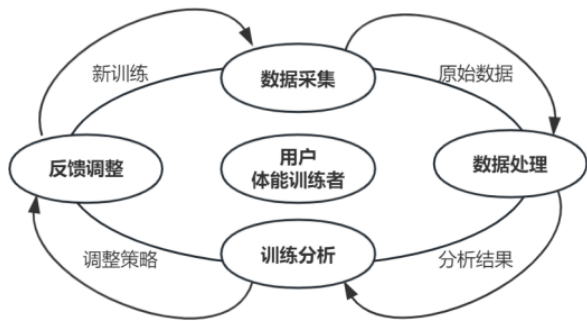 新训练
数据采集
原始数据
反馈调整
用户
体能训练者
数据处理
调整策略
训练分析
分析结果